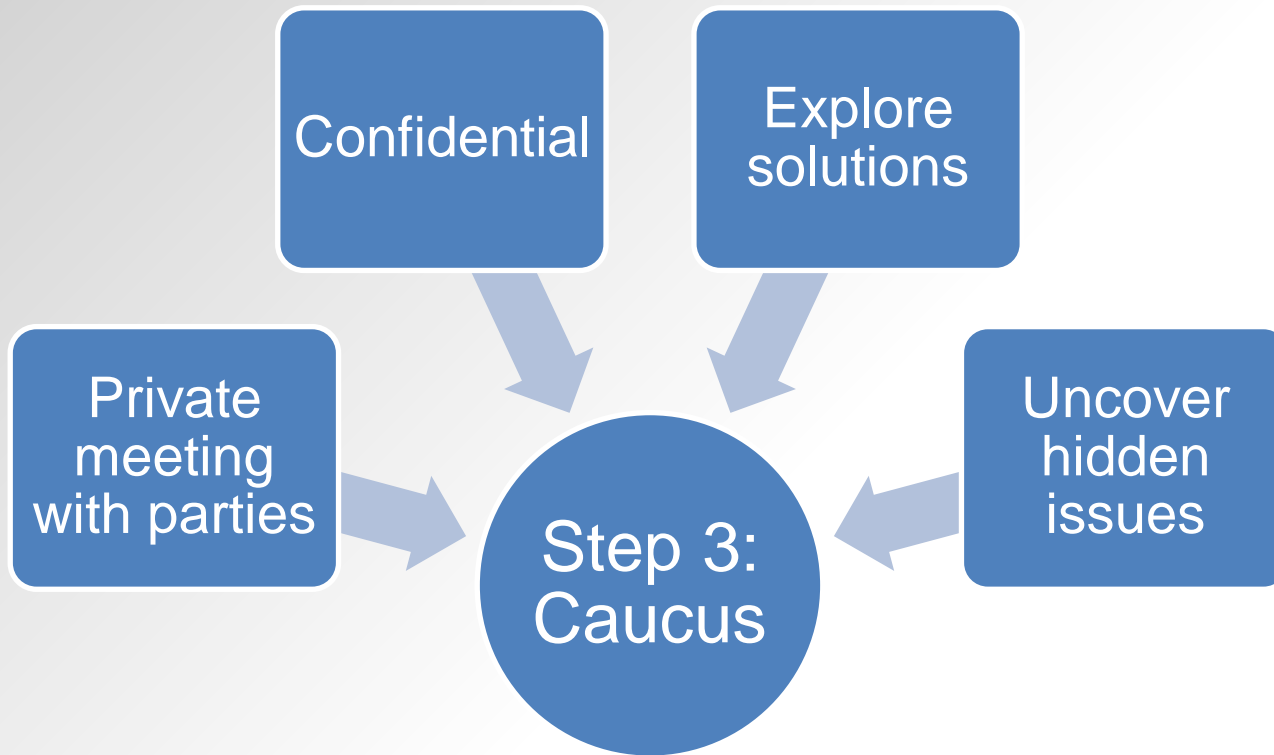 Confidential
Explore
solutions
Private
meeting
with parties
Uncover
hidden
issues
Step 3:
Caucus